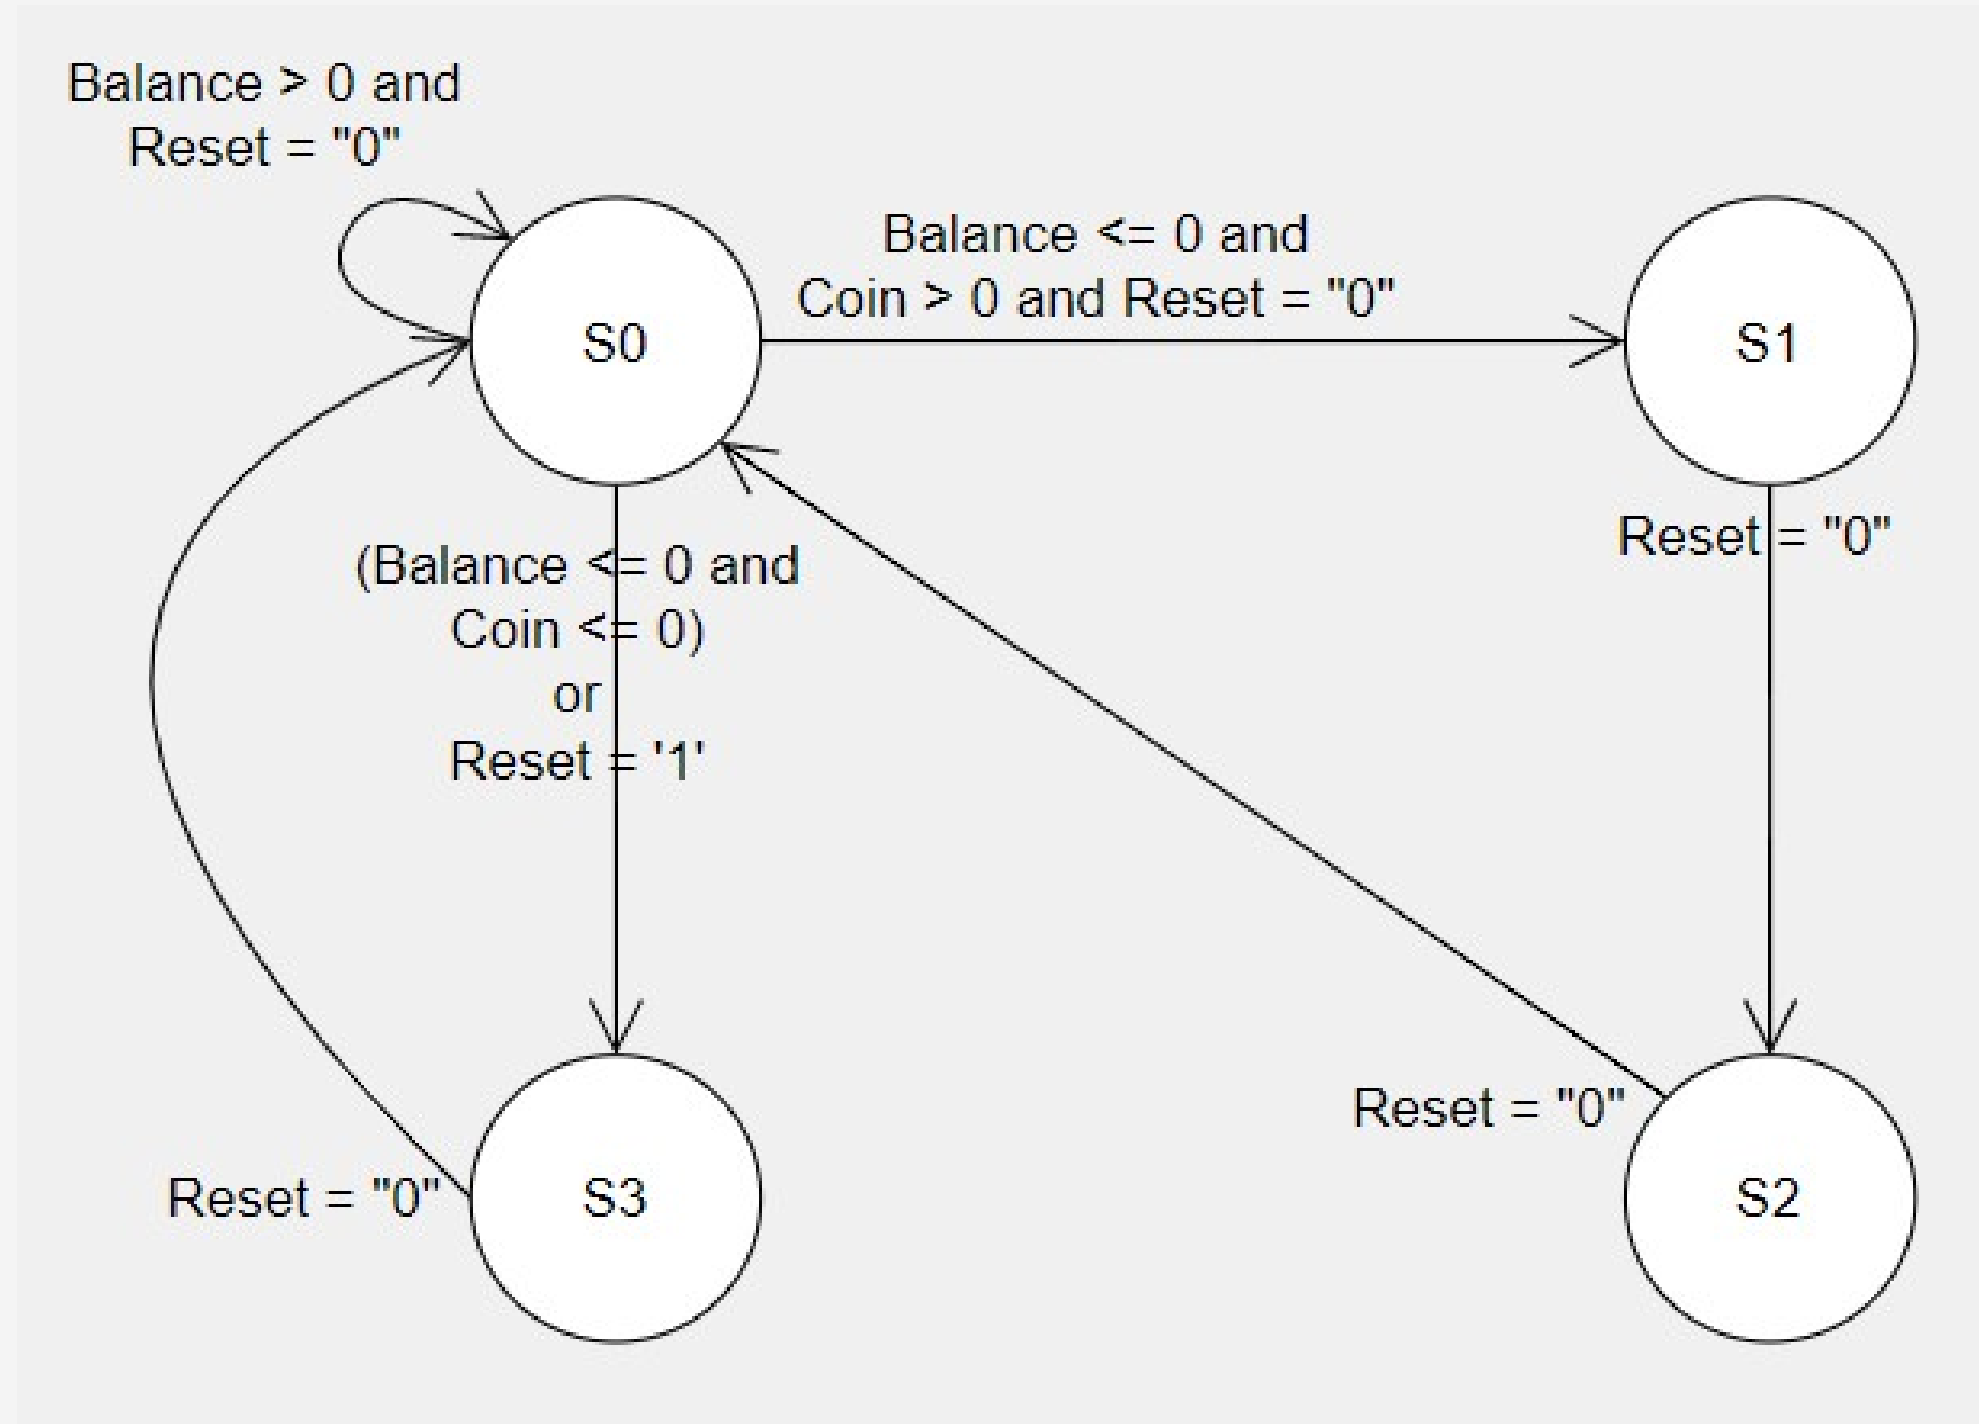 Balance > 0 and
Reset = "0"
Balance <= 0 and
Coin > 0 and Reset = "0"
S0
S1
Reset = "0"
(Balance <= 0 and
Coin <= 0)
or
Reset = '1'
Reset = "0"
Reset = "0"
S3
S2